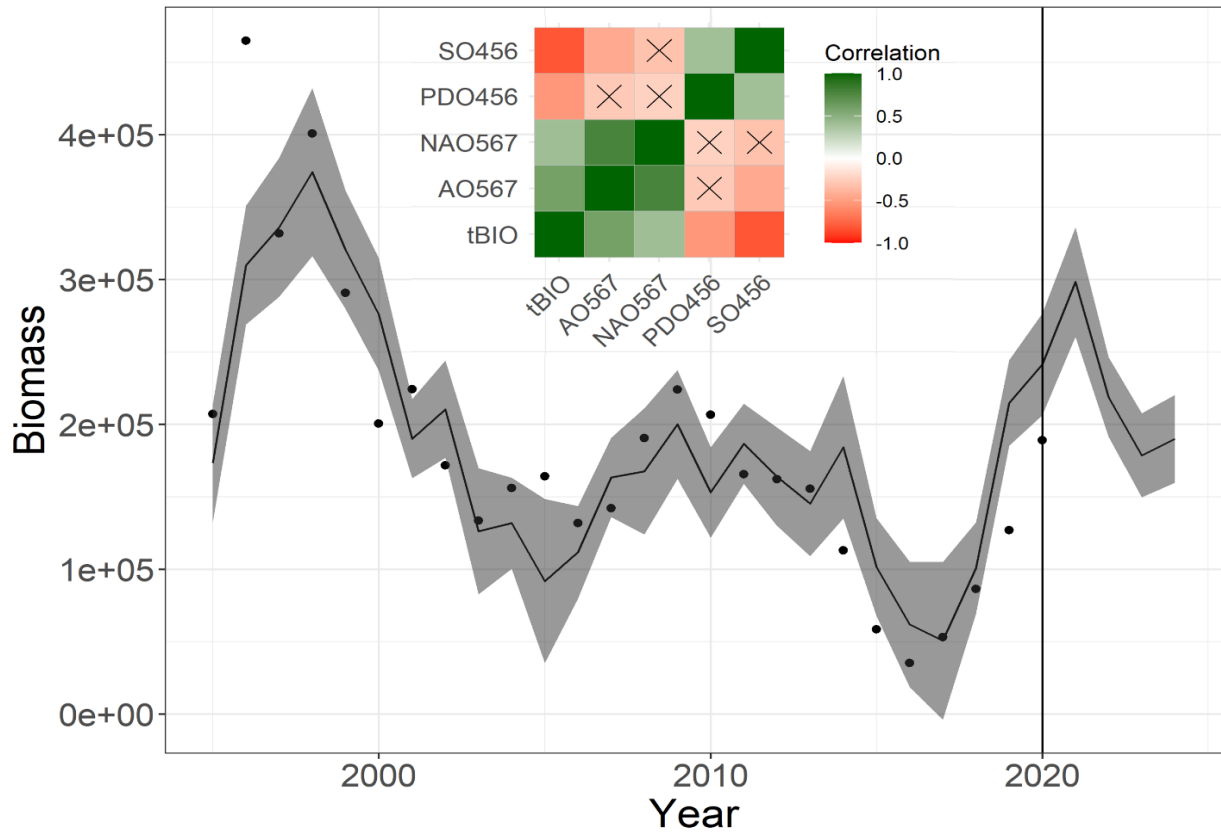 SO456
PDO456
NAO567
AO567
tBIO
tBIO
AO567
NAO567
PDO456
SO456
Correlation
1.0
0.5
0.0
-0.5
-1.0
4e+05
3e+05
2e+05
1e+05
0e+00
Biomass
2000 2010 2020
Year